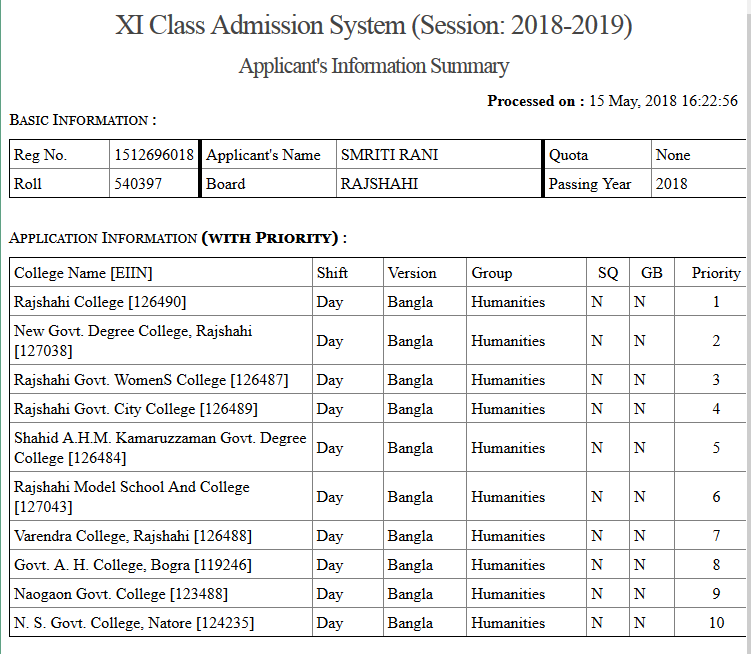 XI Class Admission System (Session: 2018-2019)
Applicant's Information Summary
Processed on : 15 May, 2018 16:22:56
BASIC INFORMATION :
Reg No. 1512696018 Applicant's Name SMRITI RANI Quota None
Roll 540397 Board RAJSHAHI Passing Year 2018
APPLICATION INFORMATION (WITH PRIORITY) :
College Name [EIIN] Shift Version Group SQ GB Priority
Rajshahi College [126490] Day Bangla Humanities N N 1
New Govt. Degree College, Rajshahi
[127038] Day Bangla Humanities N N 2
Rajshahi Govt. WomenS College [126487] Day Bangla Humanities N N 3
Rajshahi Govt. City College [126489] Day Bangla Humanities N N 4
Shahid A.H.M. Kamaruzzaman Govt. Degree
College [126484] Day Bangla Humanities N N 5
Rajshahi Model School And College
[127043] Day Bangla Humanities N N 6
Varendra College, Rajshahi [126488] Day Bangla Humanities N N 7
Govt. A. H. College, Bogra [119246] Day Bangla Humanities N N 8
Naogaon Govt. College [123488] Day Bangla Humanities N N 9
N. S. Govt. College, Natore [124235] Day Bangla Humanities N N 10